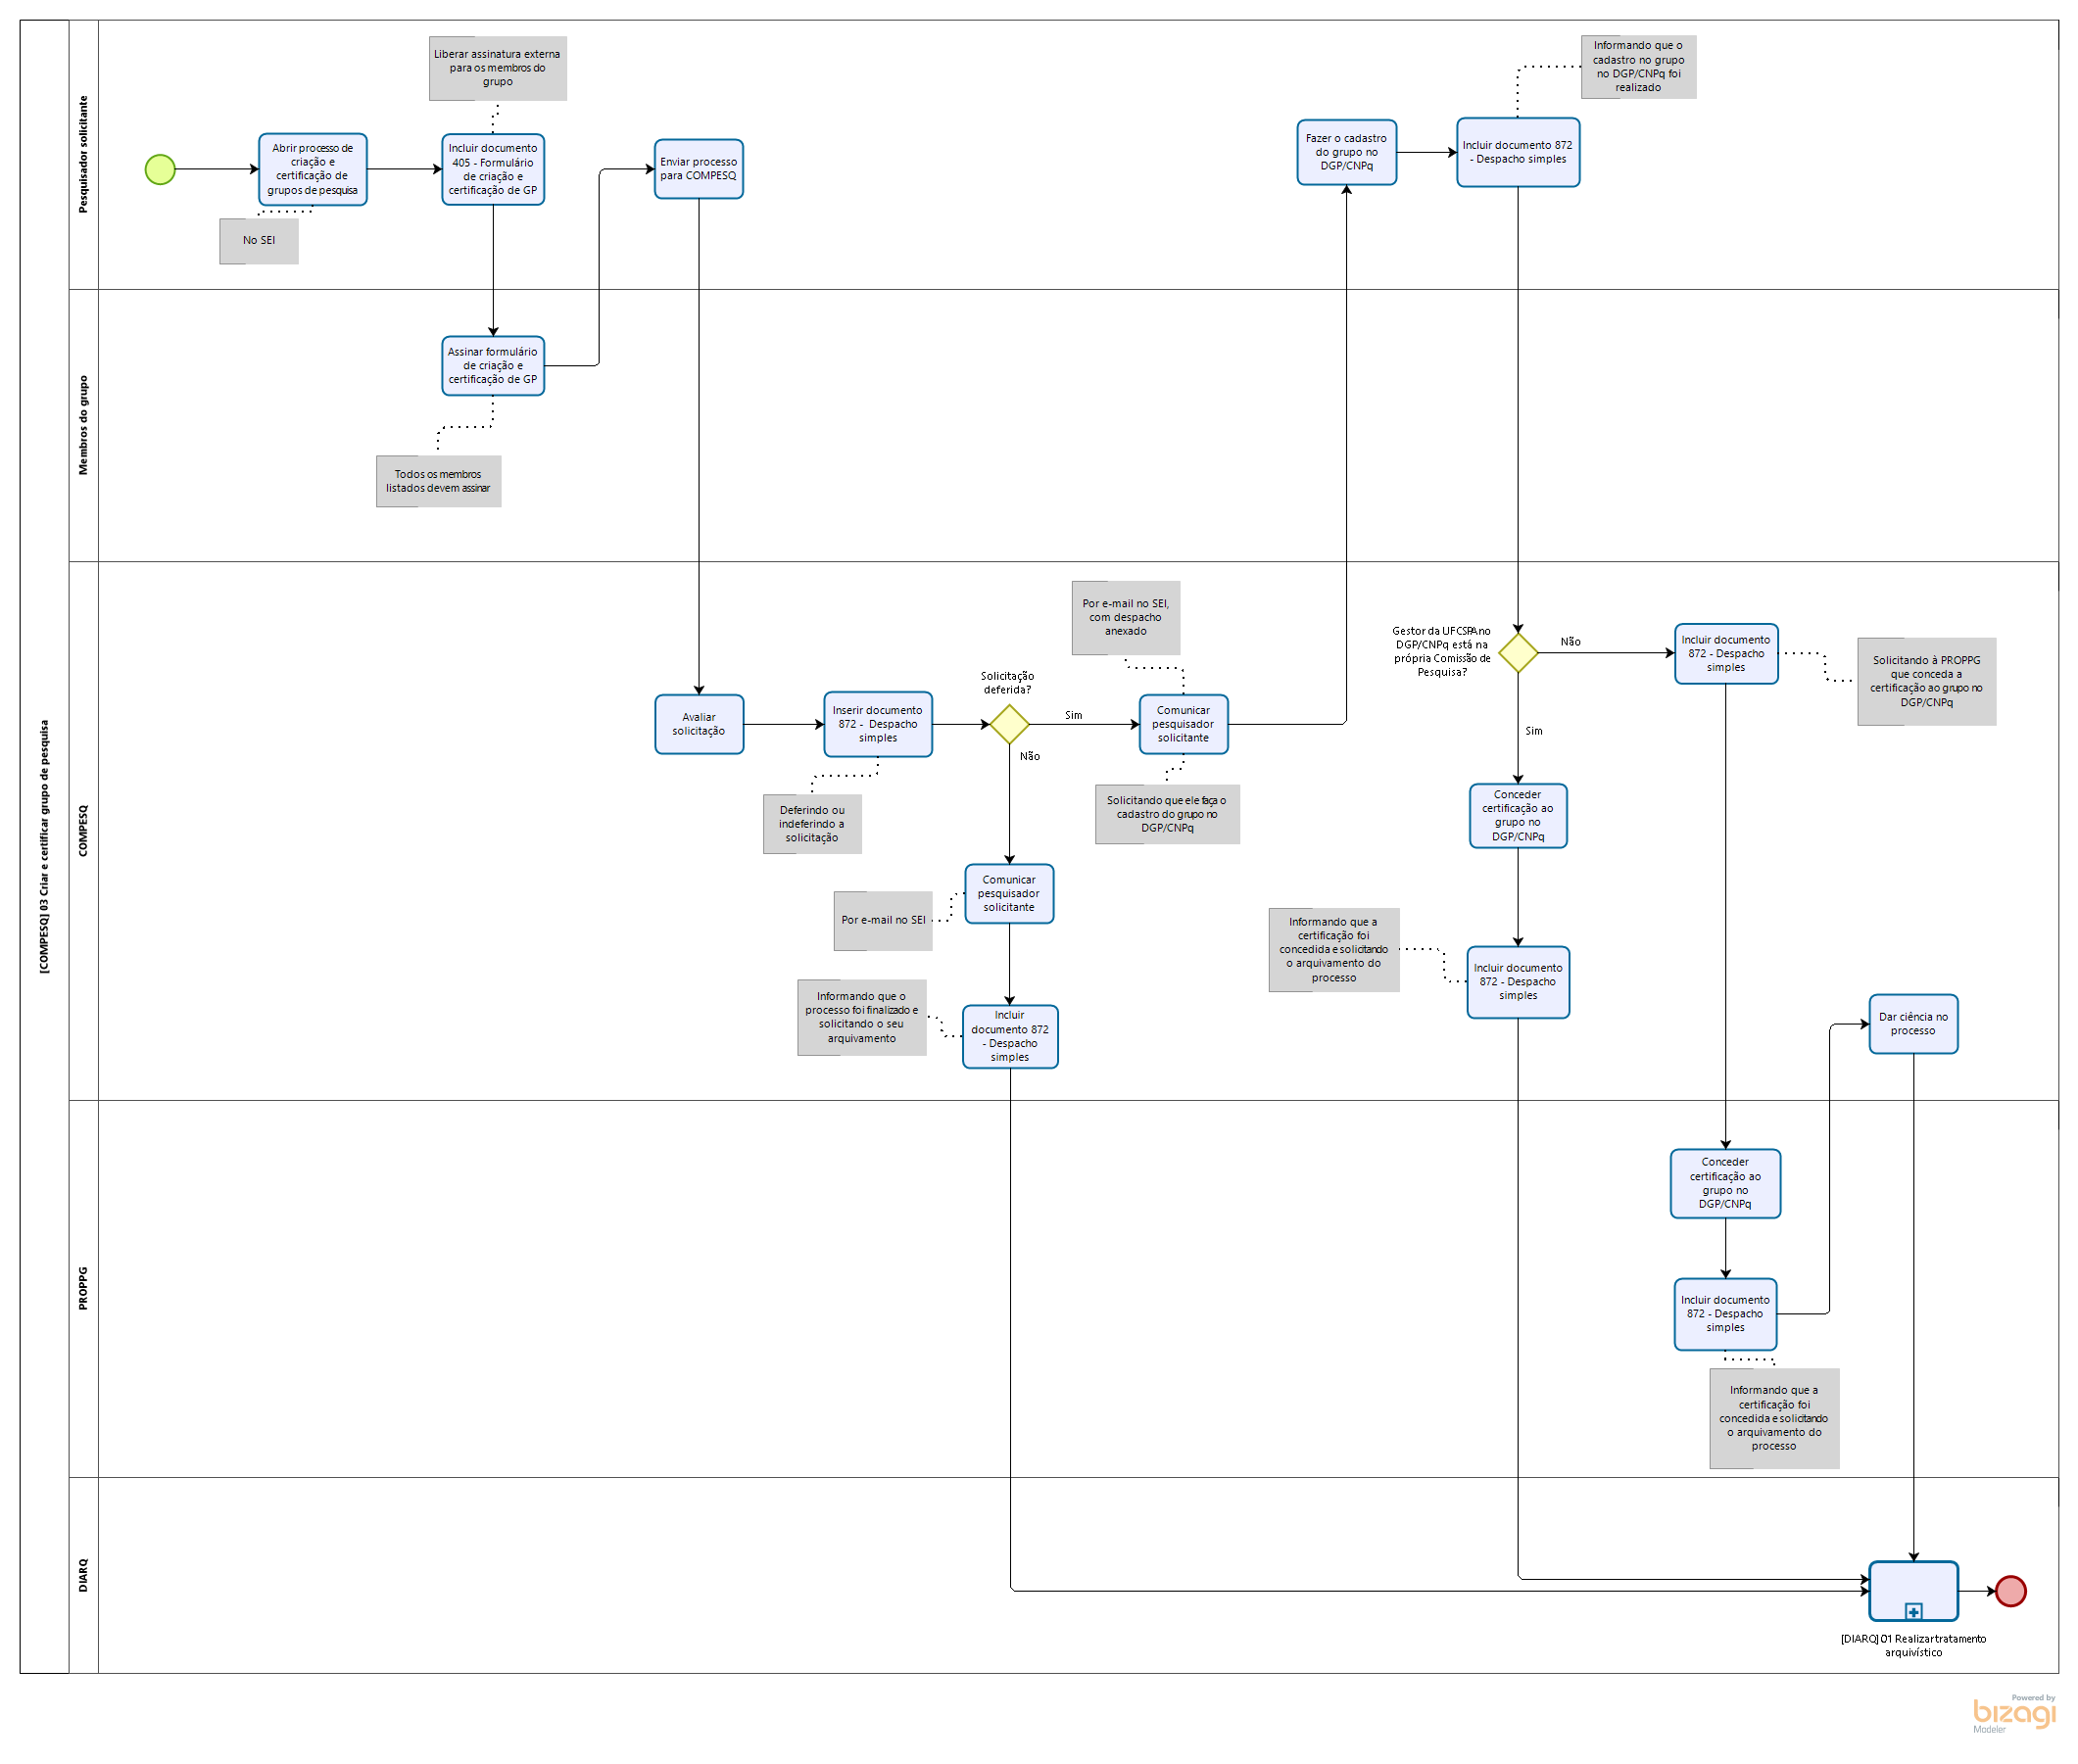 [COMPESQ] 03 Criar e certificar grupo de pesquisa
Pesquisador solicitante
Liberar assinatura externa
para os membros do
grupo
Abrir processo de
criação e
certificação de
grupos de pesquisa
No SEI
Incluir documento
405 - Formulário
de criação e
certificação de GP
Enviar processo
para COMPESQ
Fazer o cadastro
do grupo no
DGP/CNPq
Incluir documento 872
- Despacho simples
Informando que o
cadastro no grupo
no DGP/CNPq foi
realizado
Membros do grupo
Assinar formulário
de criação e
certificação de GP
Todos os membros
listados devem assinar
COMPESQ
Avaliar
solicitação
Inserir documento
872 - Despacho
simples
Deferindo ou
indeferindo a
solicitação
Solicitação
deferida?
Sim
Não
Por e-mail no SEI,
com despacho
anexado
Comunicar
pesquisador
solicitante
Solicitando que ele faça o
cadastro do grupo no
DGP/CNPq
Comunicar
pesquisador
solicitante
Por e-mail no SEI
Incluir
documento 872
- Despacho
simples
Informando que o
processo foi finalizado e
solicitando o seu
arquivamento
Gestor da UFCSPA no
DGP/CNPq está na
própria Comissão de
Pesquisa?
Não
Sim
Incluir documento
872 - Despacho
simples
Solicitando à PROPPG
que conceda a
certificação ao grupo no
DGP/CNPq
Conceder
certificação ao
grupo no
DGP/CNPq
Incluir documento
872 - Despacho
simples
Informando que a
certificação foi
concedida e solicitando
o arquivamento do
processo
Dar ciência no
processo
PROPPG
Conceder
certificação ao
grupo no
DGP/CNPq
Incluir documento
872 - Despacho
simples
Informando que a
certificação foi
concedida e solicitando
o arquivamento do
processo
DIARQ
[DIARQ] 01 Realizar tratamento
arquivístico
Powered by
bizagi
Modeler